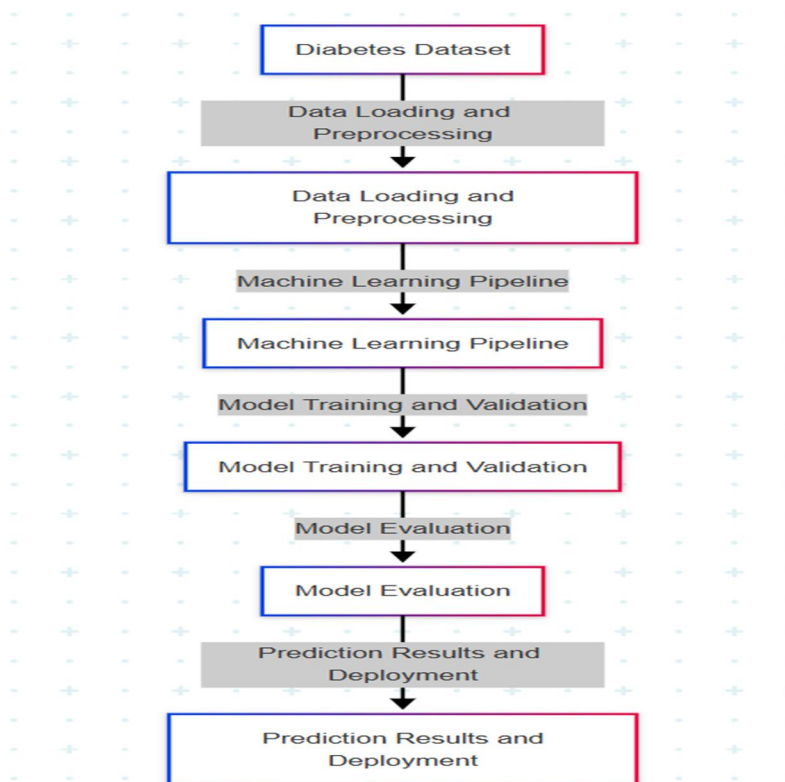 Diabetes Dataset
Data Loading and
Preprocessing
Data Loading and
Preprocessing
Machine Learning Pipeline
Machine Learning Pipeline
Model Training and Validation
Model Training and Validation
Model Evaluation
Model Evaluation
Prediction Results and
Deployment
Prediction Results and
Deployment